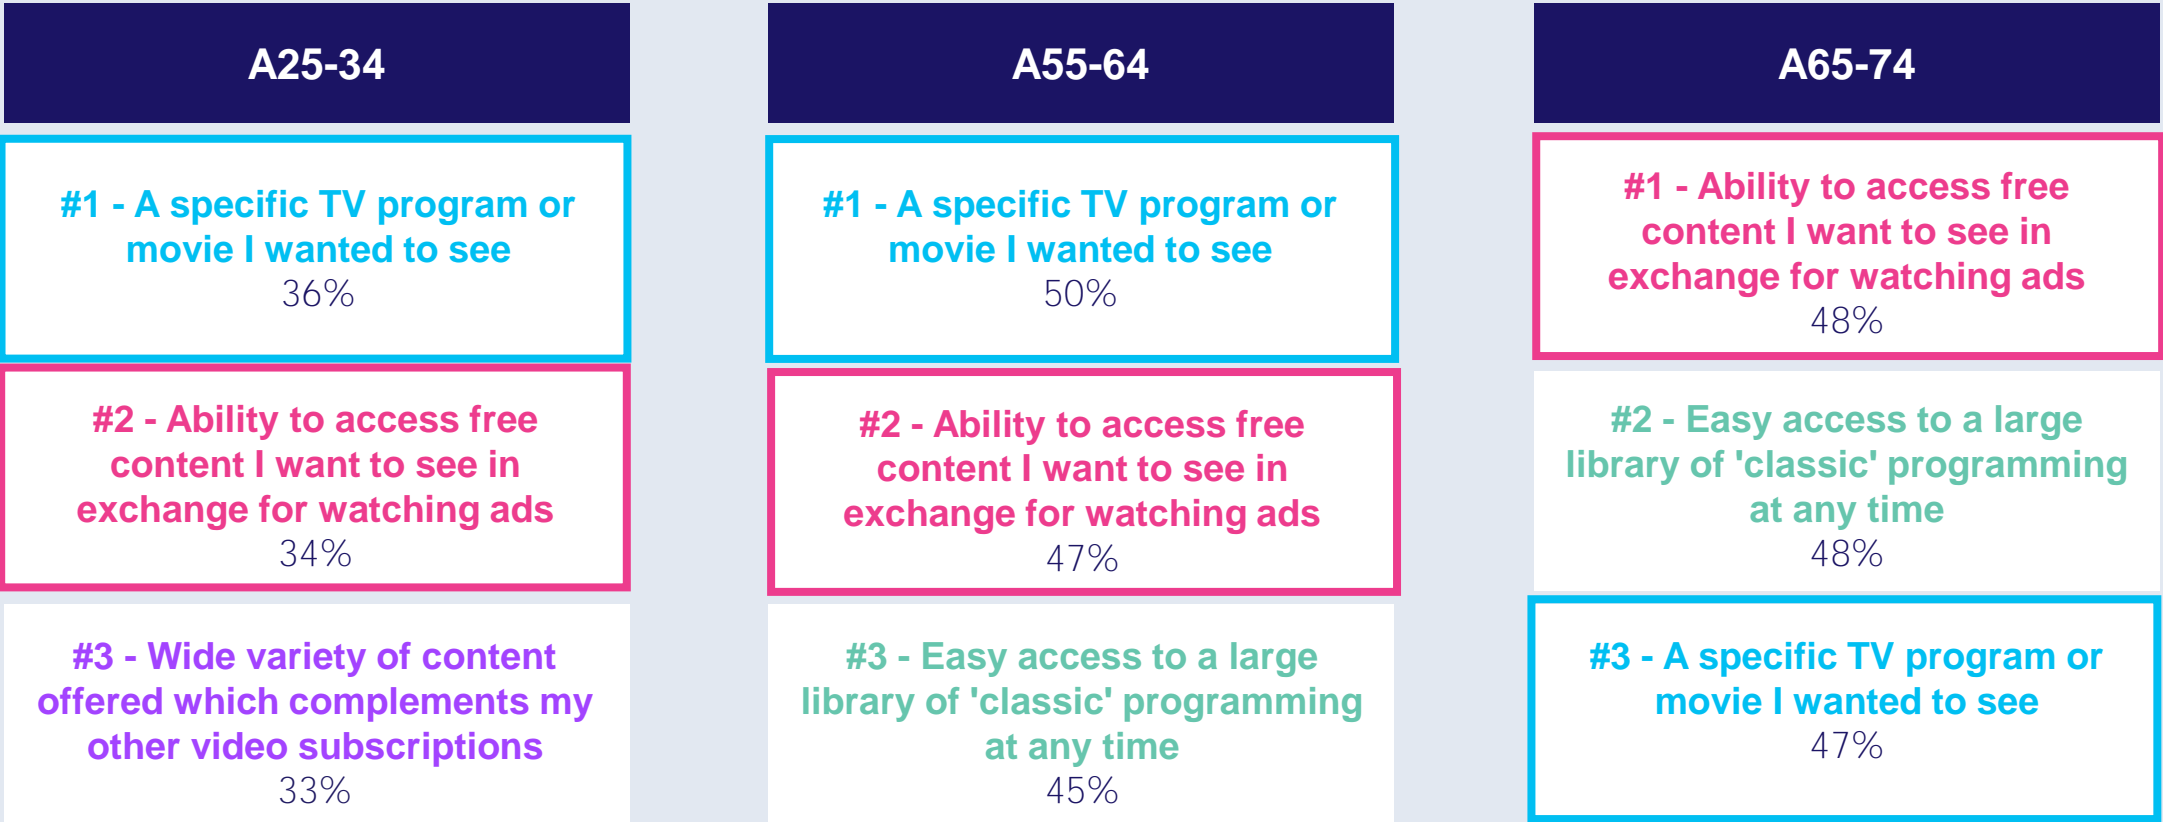 A25-34
#1 - A specific TV program or
movie I wanted to see
36%
#2 - Ability to access free
content I want to see in
exchange for watching ads
34%
#3 - Wide variety of content
offered which complements my
other video subscriptions
33%
A55-64
#1 - A specific TV program or
movie I wanted to see
50%
#2 - Ability to access free
content I want to see in
exchange for watching ads
47%
#3 - Easy access to a large
library of 'classic' programming
at any time
45%
A65-74
#1 - Ability to access free
content I want to see in
exchange for watching ads
48%
#2 - Easy access to a large
library of 'classic' programming
at any time
48%
#3 - A specific TV program or
movie I wanted to see
47%